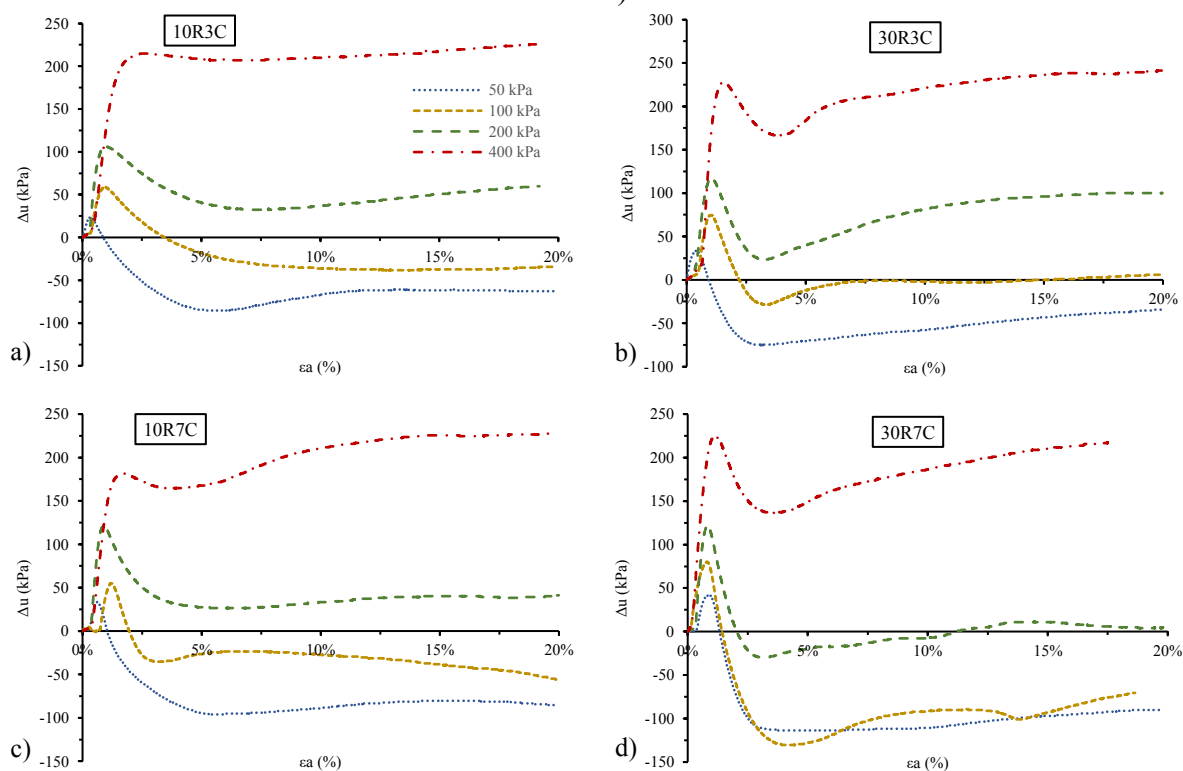 10R3C
250
200
150
100
50
0
-50
-100
-150
Δu (kPa)
50 kPa
100 kPa
200 kPa
400 kPa
0%
5%
10%
15%
20%
a)
εa (%)
30R3C
300
250
200
150
100
50
0
-50
-100
Δu (kPa)
0%
5%
10%
15%
20%
b)
εa (%)
10R7C
250
200
150
100
50
0
-50
-100
-150
Δu (kPa)
0%
5%
10%
15%
20%
c)
εa (%)
30R7C
250
200
150
100
50
0
-50
-100
-150
Δu (kPa)
0%
5%
10%
15%
20%
d)
εa (%)